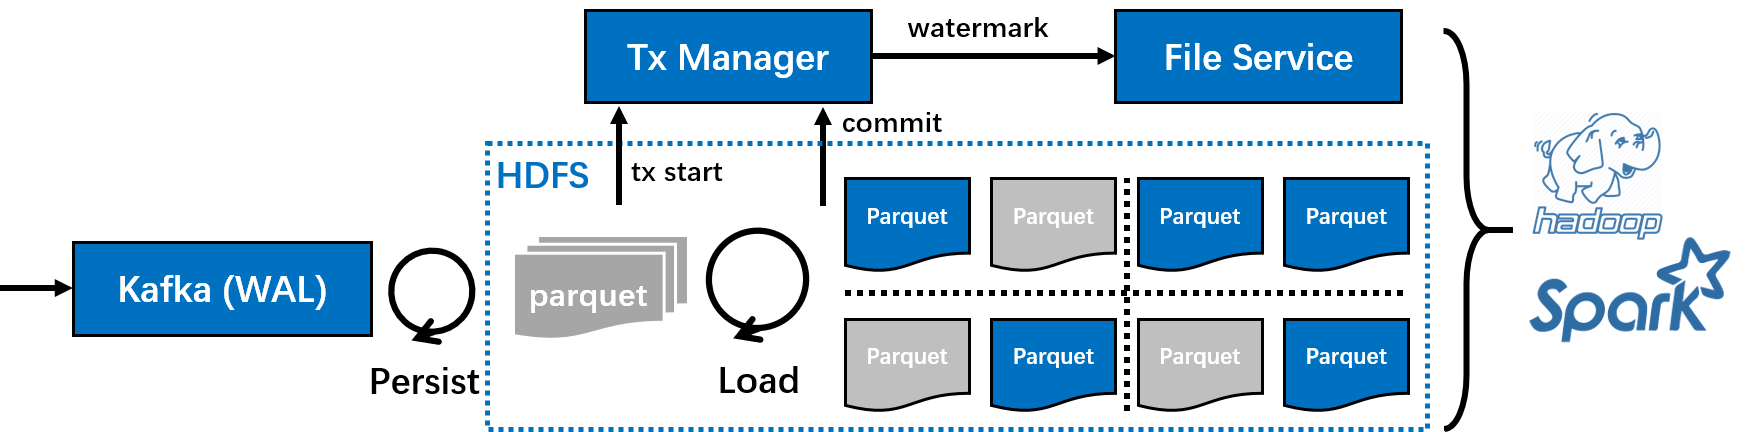 Tx Manager
watermark
File Service
commit
HDFS
tx start
Parquet
Parquet
Parquet
Parquet
hadoop
Kafka (WAL)
parquet
Spark
Persist
Load
Parquet
Parquet
Parquet
Parquet